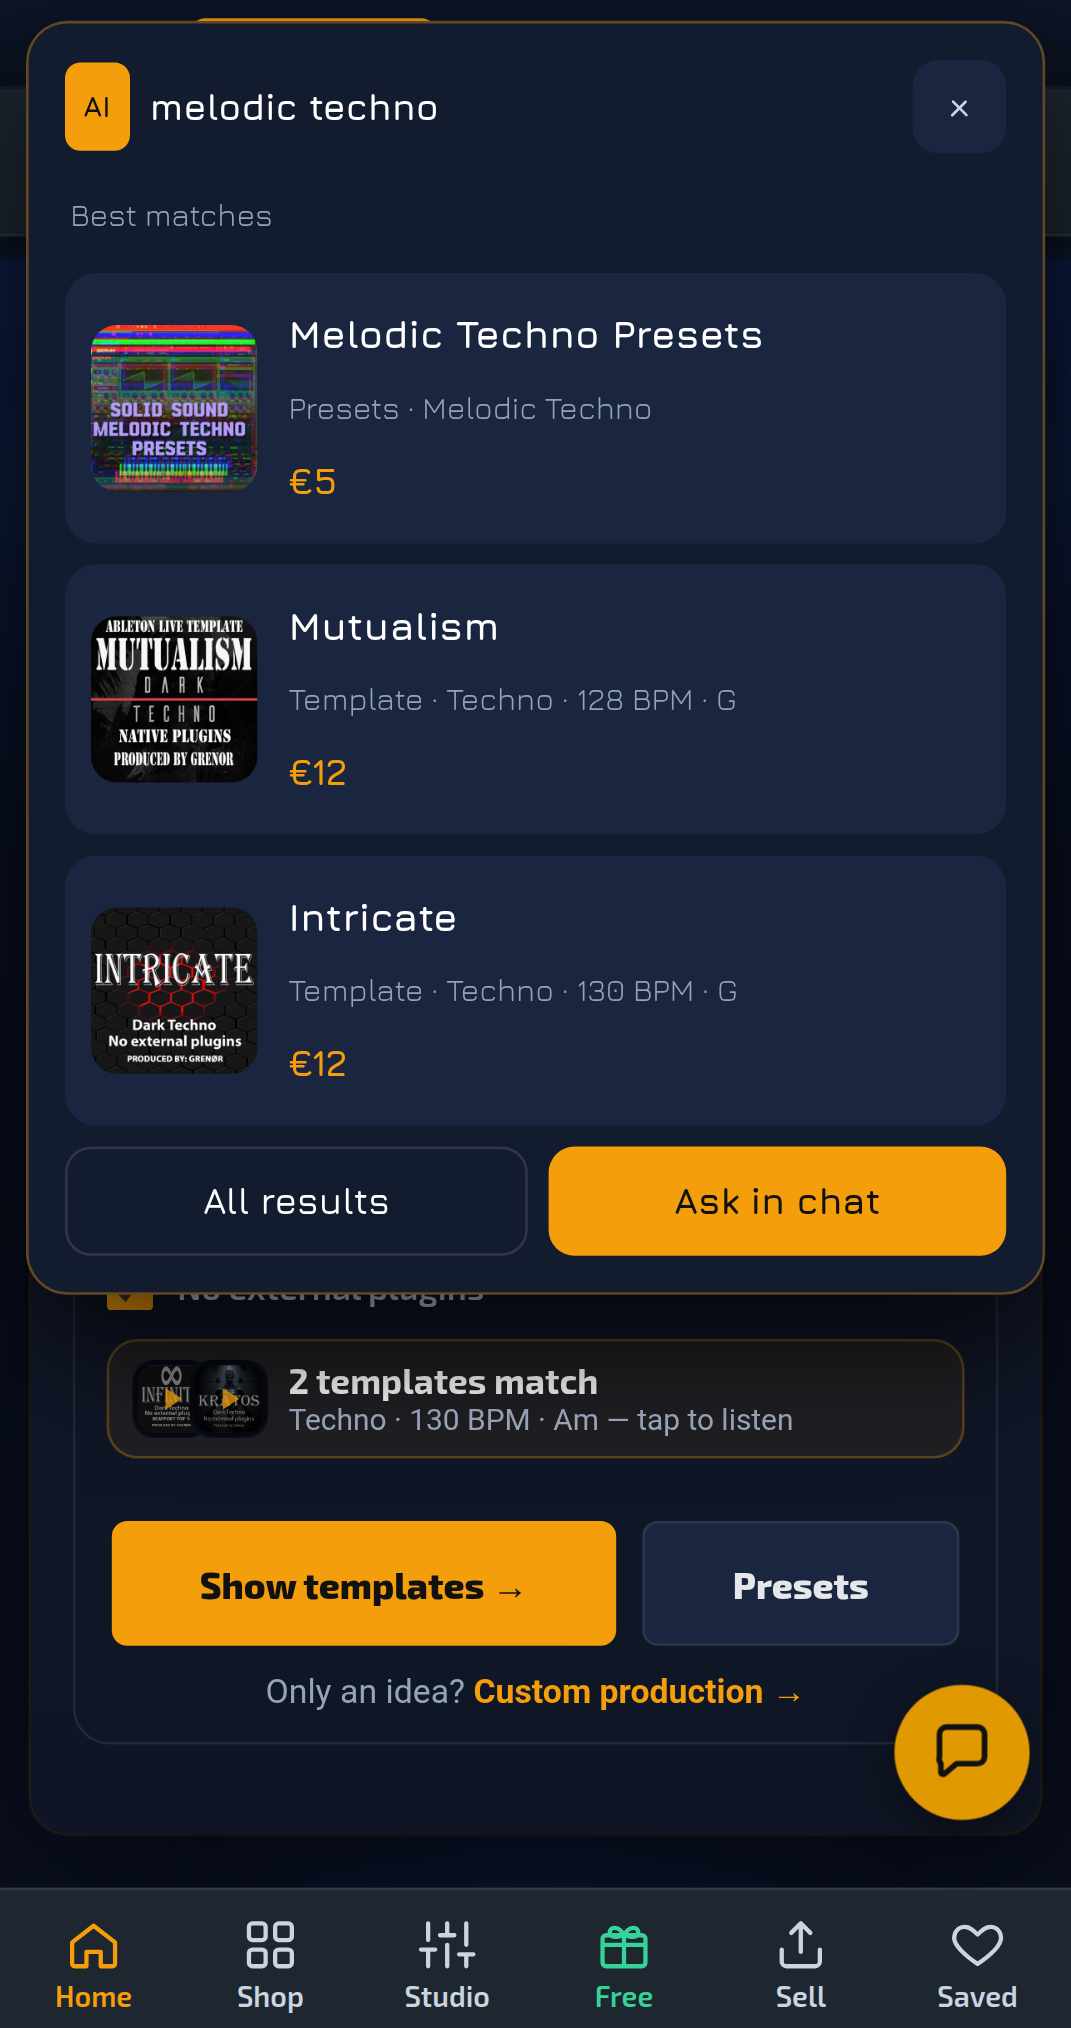 AI melodic techno ×
Best matches
SOLID SOUND
MELODIC TECHNO
PRESETS
Melodic Techno Presets
Presets · Melodic Techno
€5
ABLETON LIVE TEMPLATE
MUTUALISM
DARK
TECHNO
NATIVE PLUGINS
PRODUCED BY GRENOR
Mutualism
Template · Techno · 128 BPM · G
€12
INTRICATE
Dark Techno
No external plugins
PRODUCED BY: GRENØR
Intricate
Template · Techno · 130 BPM · G
€12
All results
Ask in chat
No external plugins
KRATOS
2 templates match
Techno · 130 BPM · Am — tap to listen
Show templates →
Presets
Only an idea? Custom production →
Home
Shop
Studio
Free
Sell
Saved